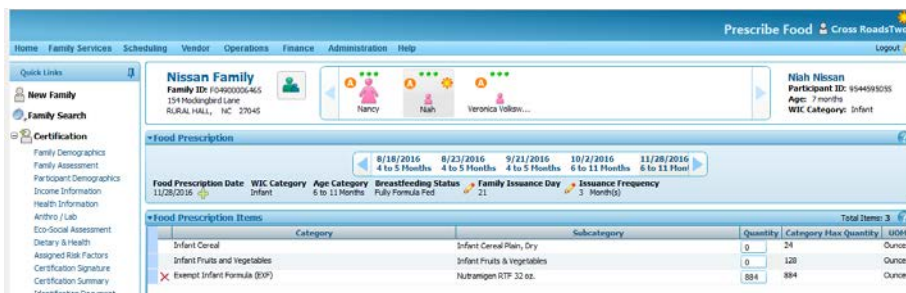 Prescribe Food Cross RoadsTwo
Home Family Services Scheduling Vendor Operations Finance Administration Help Logout
Quick Links
New Family
Family Search
Certification
Family Demographics
Family Assessment
Participant Demographics
Income Information
Health Information
Anthro / Lab
Eco-Social Assessment
Dietary & Health
Assigned Risk Factors
Certification Signature
Certification Summary
Identification Document
Nissan Family
Family ID: F04900006465
154 Mockingbird Lane
RURAL HALL, NC 27045
A A A
Nancy Niah Veronica Volksw...
Niah Nissan
Participant ID: 9544595055
Age: 7 months
WIC Category: Infant
Food Prescription
8/18/2016 8/23/2016 9/21/2016 10/2/2016 11/28/2016
4 to 5 Months 4 to 5 Months 4 to 5 Months 6 to 11 Months 6 to 11 Mon
Food Prescription Date WIC Category Age Category Breastfeeding Status Family Issuance Day Issuance Frequency
11/28/2016 Infant 6 to 11 Months Fully Formula Fed 21 3 Month(s)
Food Prescription Items Total Items: 3
Category Subcategory Quantity Category Max Quantity UOM
Infant Cereal Infant Cereal Plain, Dry 0 24 Ounce
Infant Fruits and Vegetables Infant Fruits & Vegetables 0 128 Ounce
Exempt Infant Formula (EXF) Nutramigen RTF 32 oz. 884 884 Ounce